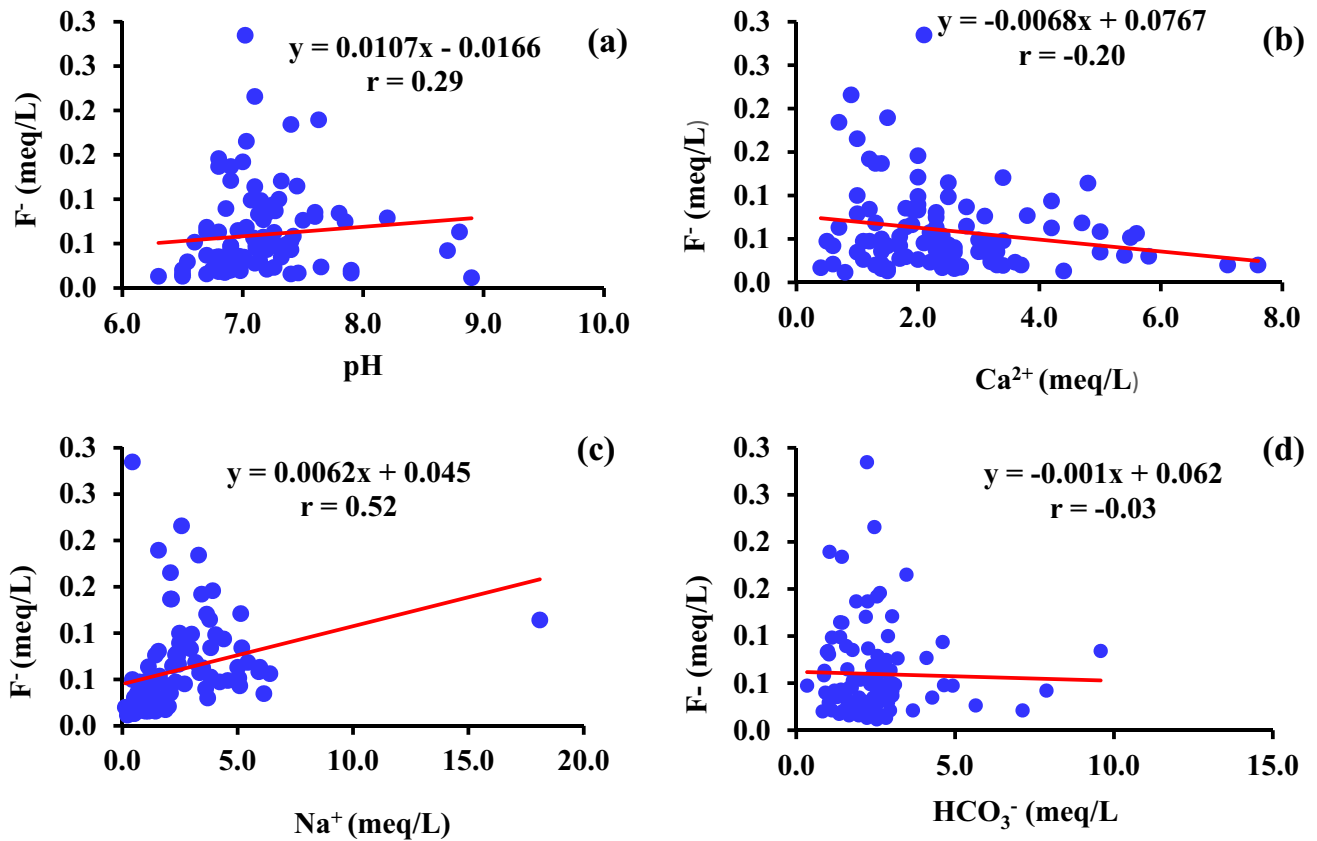 (a)
y = 0.0107x - 0.0166
r = 0.29
F⁻ (meq/L)
0.3
0.3
0.2
0.2
0.1
0.1
0.0
6.0 7.0 8.0 9.0 10.0
pH
(b)
y = -0.0068x + 0.0767
r = -0.20
F⁻ (meq/L)
0.3
0.3
0.2
0.2
0.1
0.1
0.0
0.0 2.0 4.0 6.0 8.0
Ca²⁺ (meq/L)
(c)
y = 0.0062x + 0.045
r = 0.52
F⁻ (meq/L)
0.3
0.3
0.2
0.2
0.1
0.1
0.0
0.0 5.0 10.0 15.0 20.0
Na⁺ (meq/L)
(d)
y = -0.001x + 0.062
r = -0.03
F- (meq/L)
0.3
0.3
0.2
0.2
0.1
0.1
0.0
0.0 5.0 10.0 15.0
HCO₃⁻ (meq/L